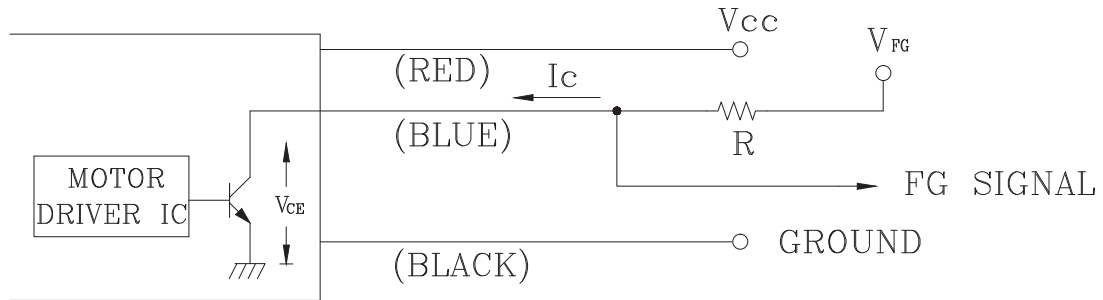 Vcc
VFG
(RED)
Ic
(BLUE)
R
MOTOR
DRIVER IC
VCE
FG SIGNAL
(BLACK)
GROUND